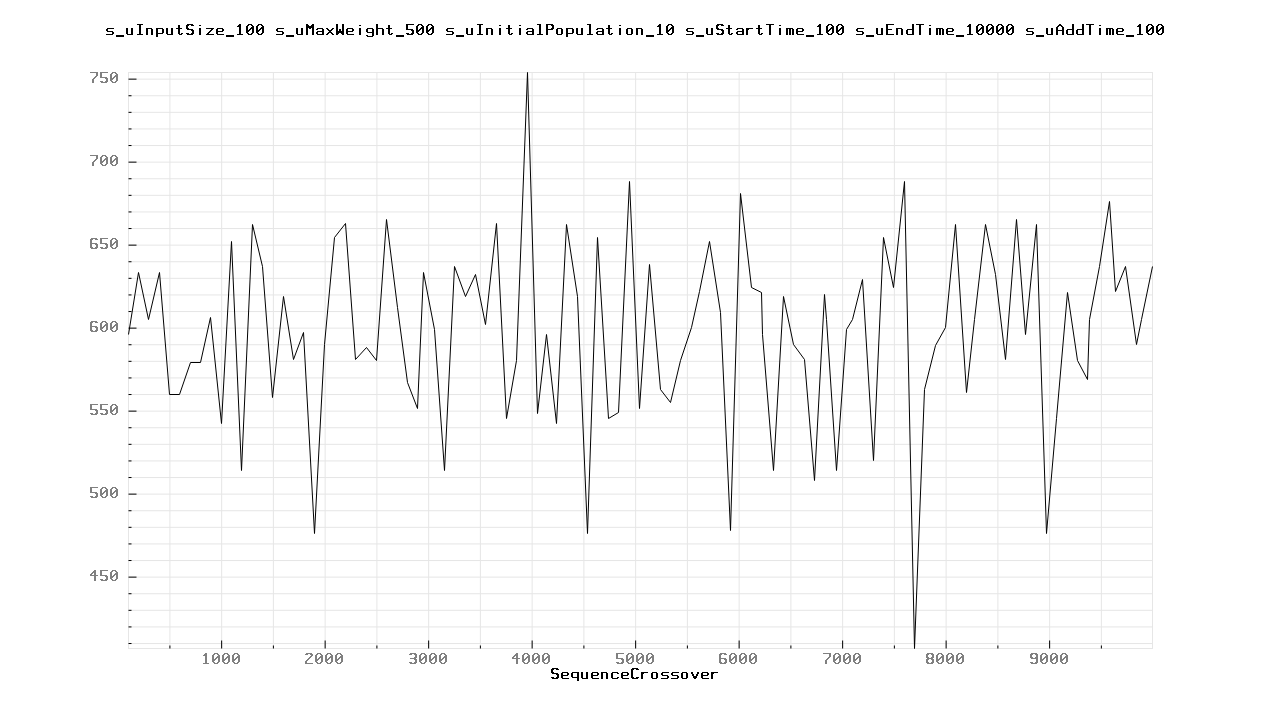 s_uInputSize_100 s_uMaxWeight_500 s_uInitialPopulation_10 s_uStartTime_100 s_uEndTime_10000 s_uAddTime_100
750
700
650
600
550
500
450
1000 2000 3000 4000 5000 6000 7000 8000 9000
SequenceCrossover